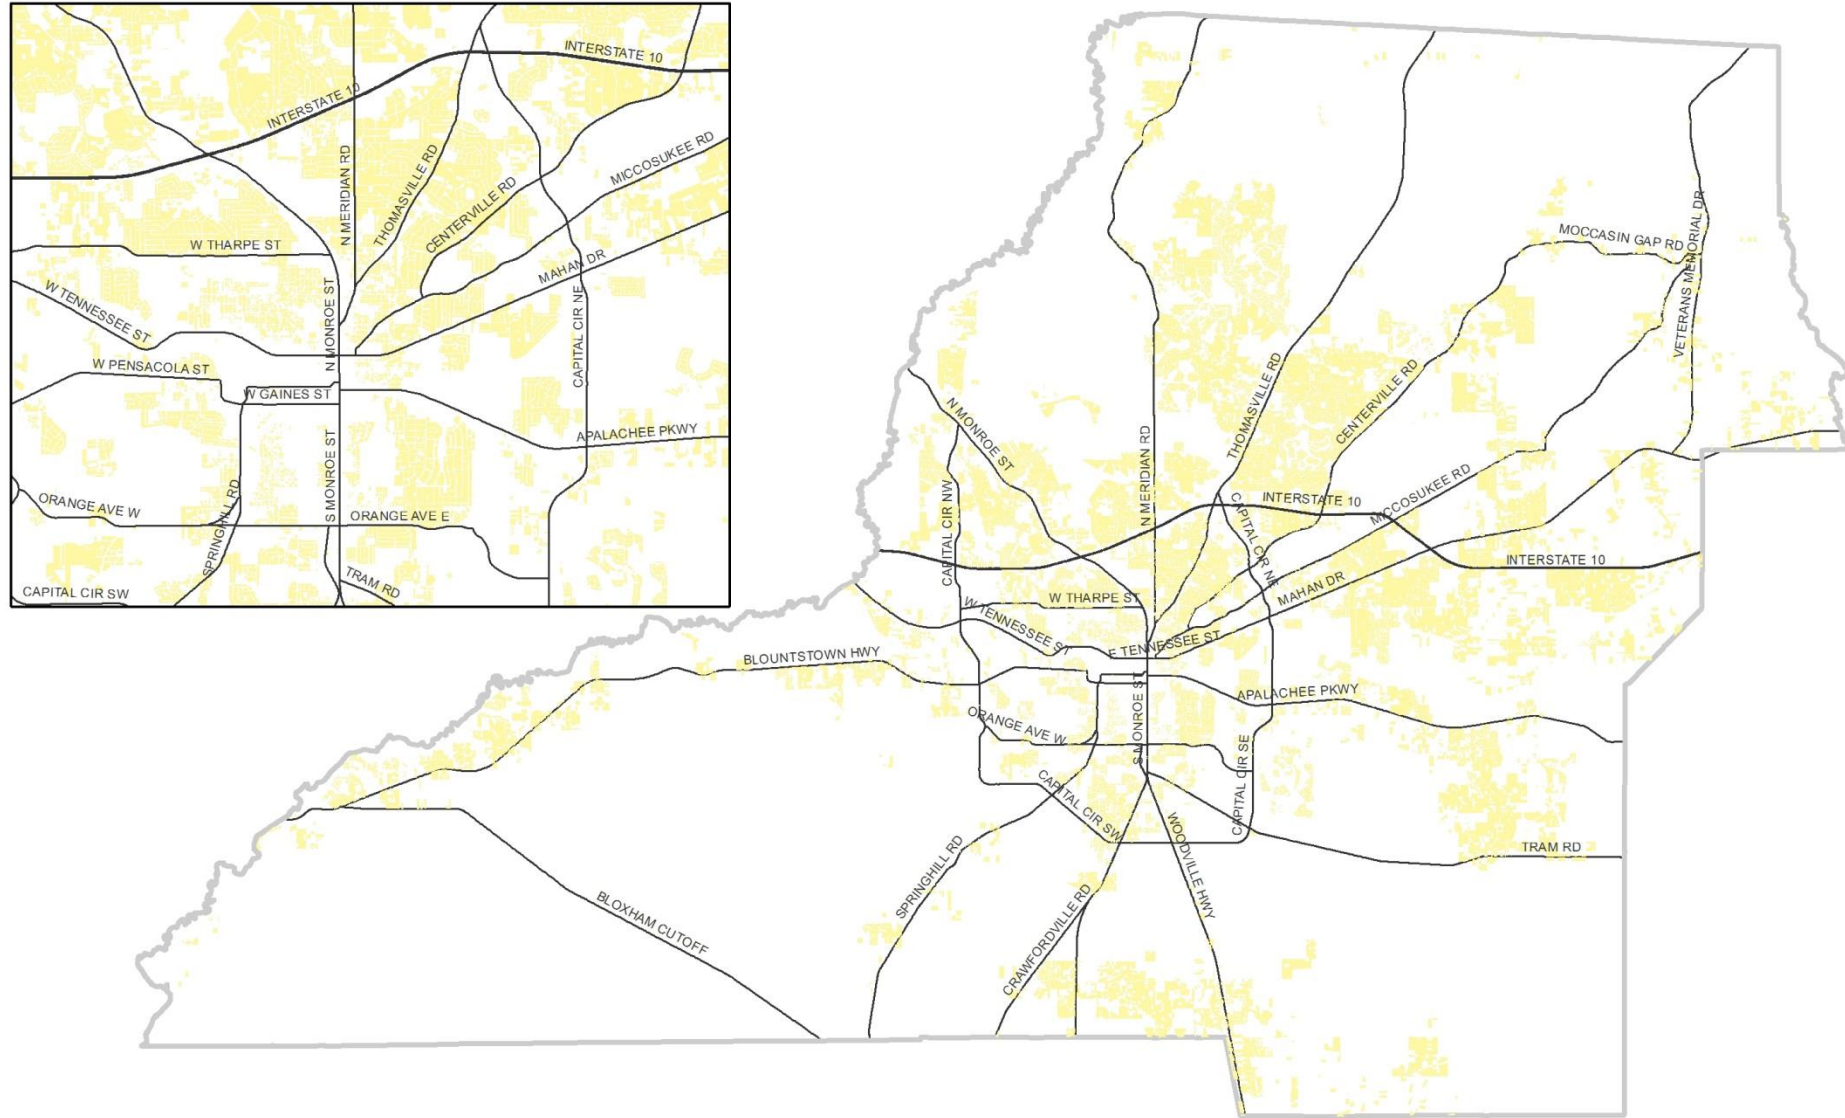 INTERSTATE 10
INTERSTATE 10
N MERIDIAN RD
THOMASVILLE RD
CENTERVILLE RD
MICCOSUKEE RD
W THARPE ST
MAHAN DR
W TENNESSEE ST
N MONROE ST
CAPITAL CIR NE
W PENSACOLA ST
W GAINES ST
APALACHEE PKWY
S MONROE ST
SPRINGHILL RD
ORANGE AVE W
ORANGE AVE E
CAPITAL CIR SW
TRAM RD
MOCCASIN GAP RD
VETERANS MEMORIAL DR
THOMASVILLE RD
CENTERVILLE RD
N MONROE ST
N MERIDIAN RD
CAPITAL CIR NW
INTERSTATE 10
MICCOSUKEE RD
CAPITAL CIR NE
INTERSTATE 10
MAHAN DR
W THARPE ST
W TENNESSEE ST
E TENNESSEE ST
BLOUNTSTOWN HWY
APALACHEE PKWY
ORANGE AVE W
S MONROE ST
CAPITAL CIR SE
CAPITAL CIR SW
WOODVILLE HWY
TRAM RD
SPRINGHILL RD
BLOXHAM CUTOFF
CRAWFORDVILLE RD